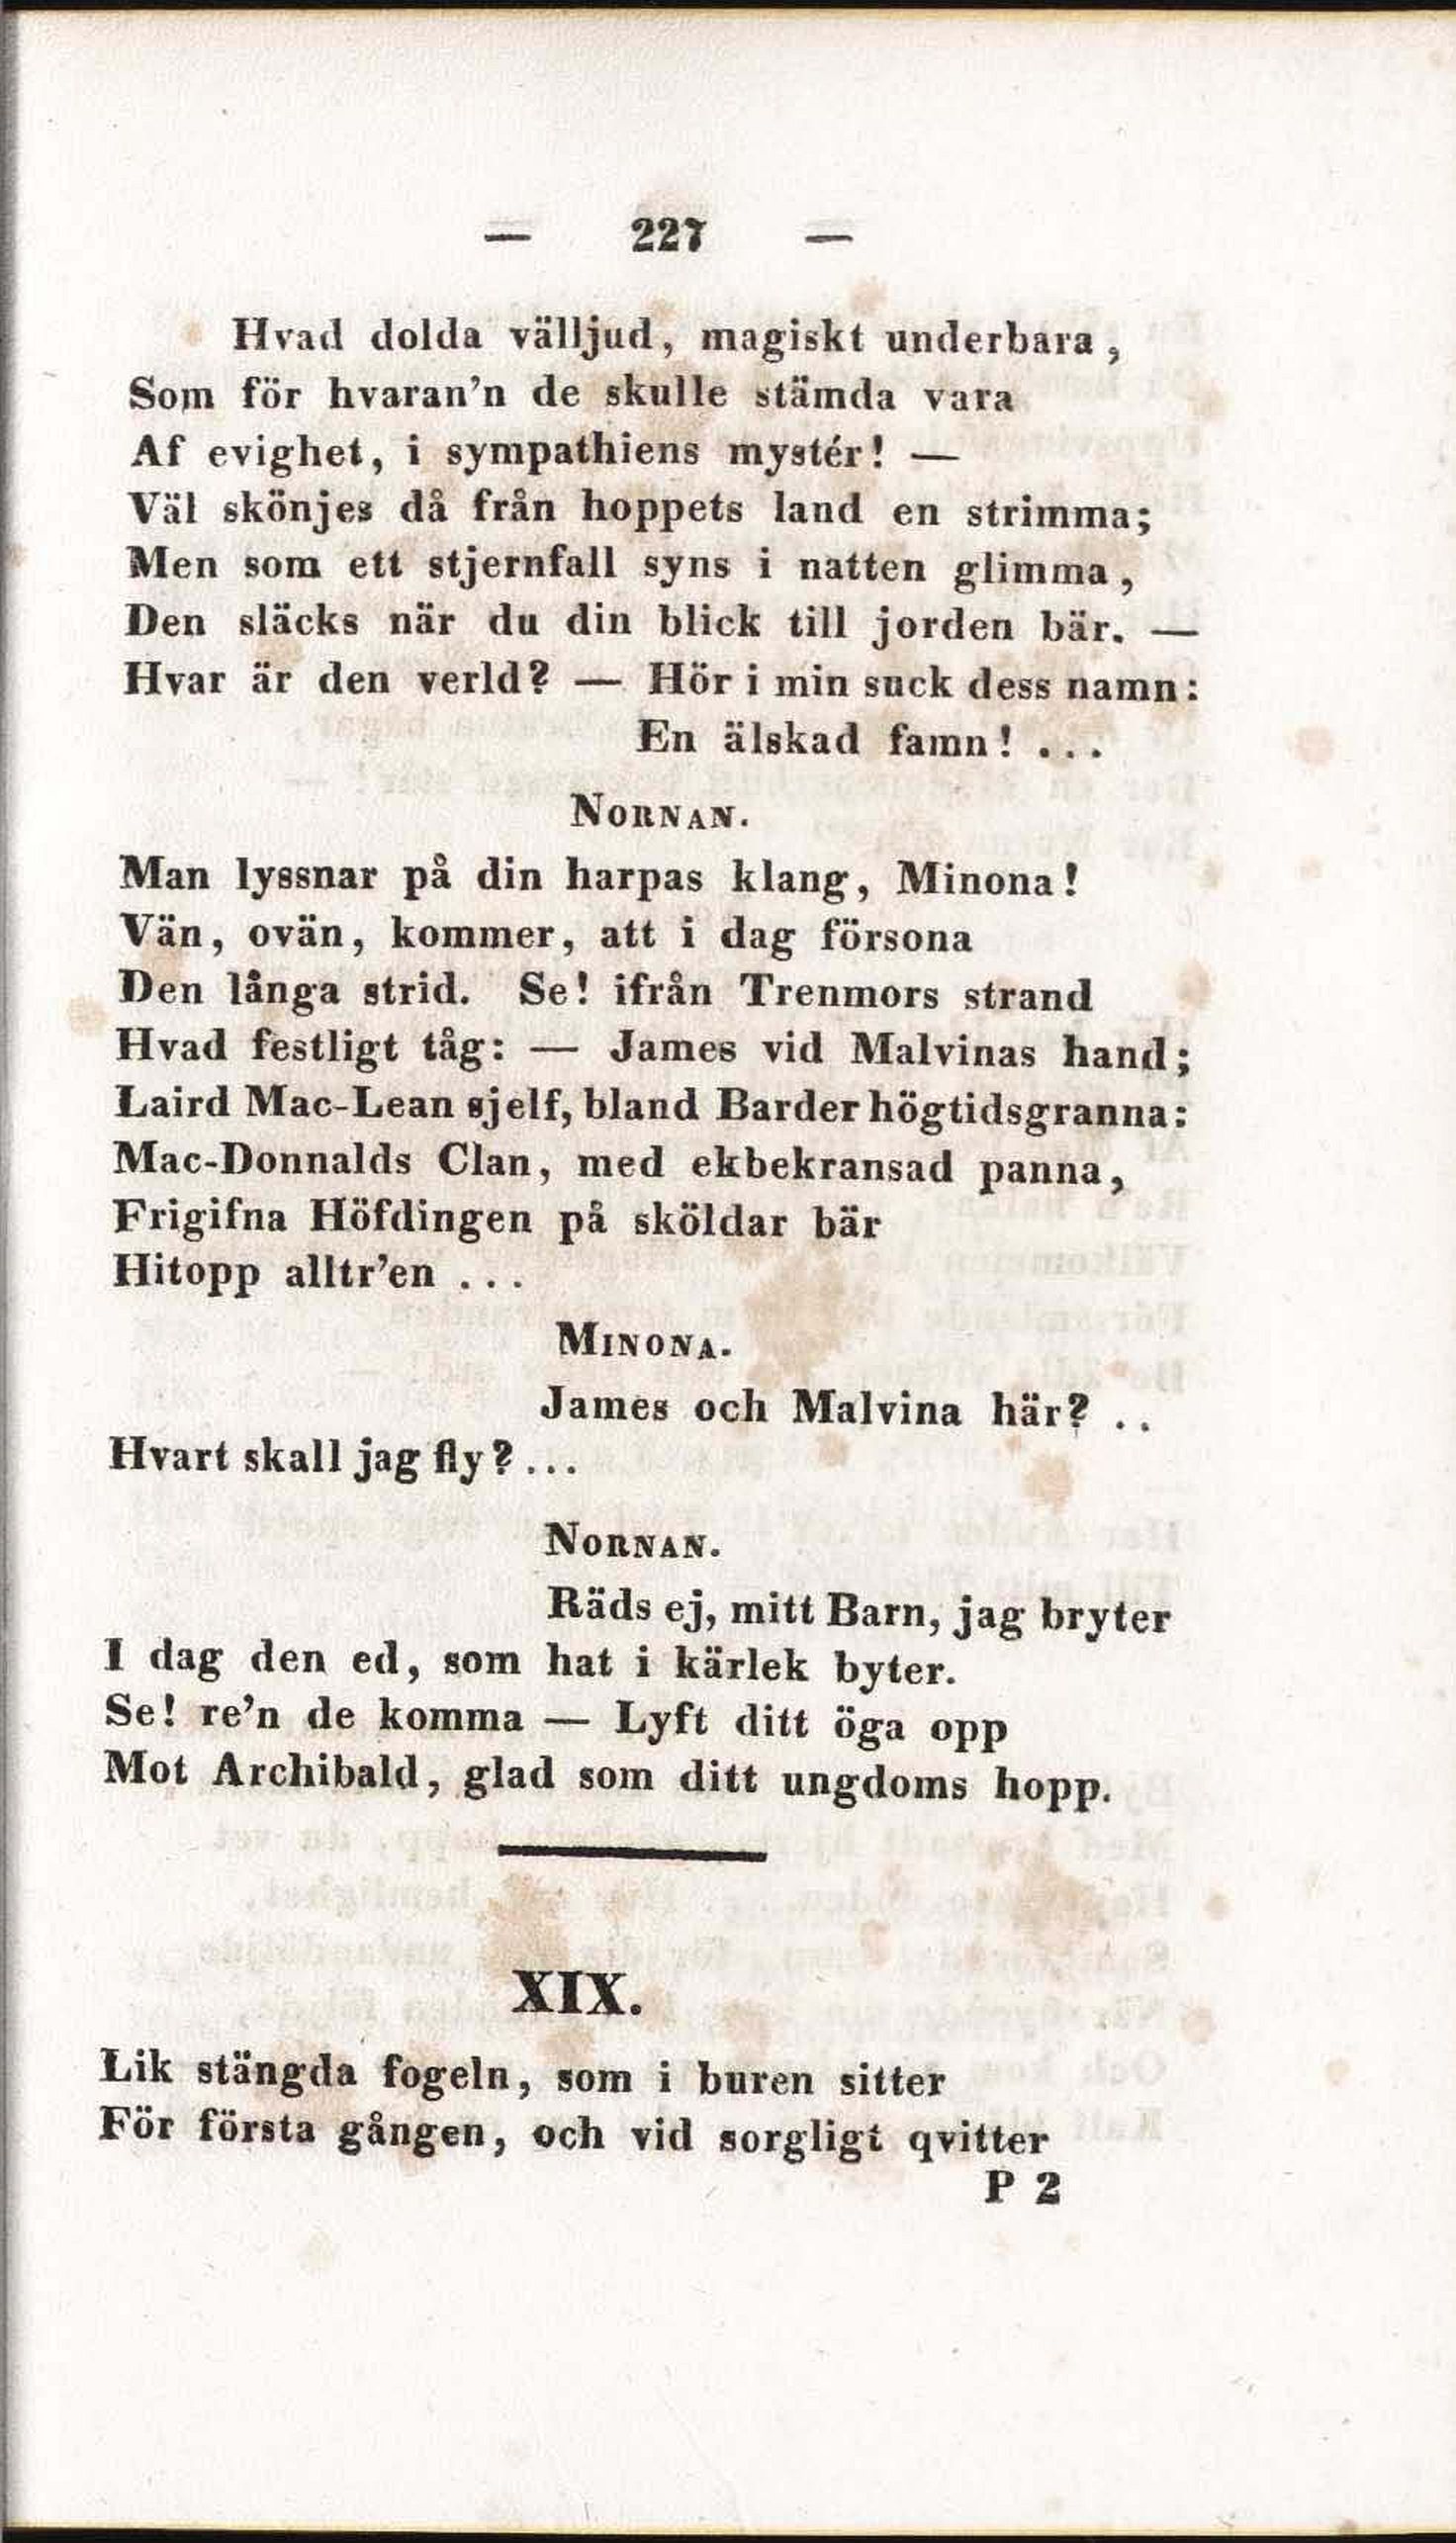 — 227 —
Hvad dolda välljud, magiskt underbara,
Som för hvaran'n de skulle stämda vara
Af evighet, i sympathiens mystér! —
Väl skönjes då från hoppets land en strimma;
Men som ett stjernfall syns i natten glimma,
Den släcks när du din blick till jorden bär. —
Hvar är den verld? — Hör i min suck dess namn:
En älskad famn! ...
NORNAN.
Man lyssnar på din harpas klang, Minona!
Vän, ovän, kommer, att i dag försona
Den långa strid. Se! ifrån Trenmors strand
Hvad festligt tåg: — James vid Malvinas hand;
Laird Mac-Lean sjelf, bland Barder högtidsgranna:
Mac-Donnalds Clan, med ekbekransad panna,
Frigifna Höfdingen på sköldar bär
Hitopp alltr'en ...
MINONA.
James och Malvina här? ..
Hvart skall jag fly? ...
NORNAN.
Räds ej, mitt Barn, jag bryter
I dag den ed, som hat i kärlek byter.
Se! re'n de komma — Lyft ditt öga opp
Mot Archibald, glad som ditt ungdoms hopp.
XIX.
Lik stängda fogeln, som i buren sitter
För första gången, och vid sorgligt qvitter
P 2